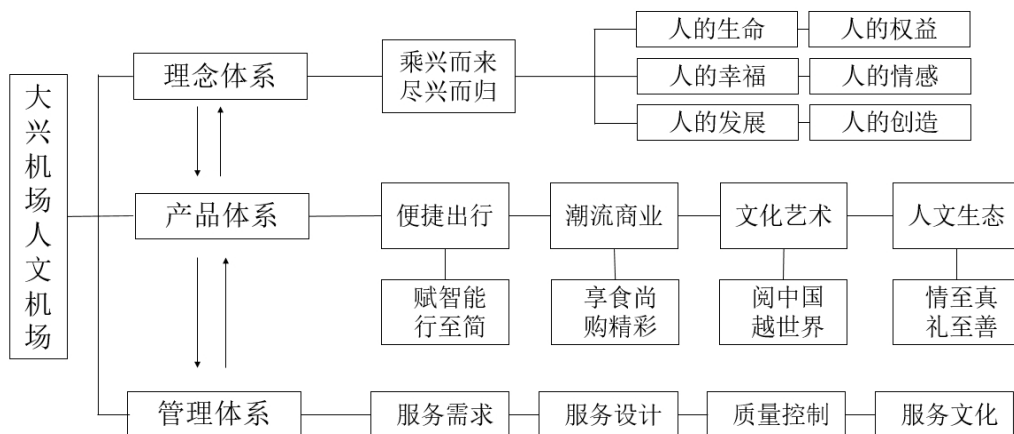 大兴机场人文机场
理念体系
乘兴而来
尽兴而归
人的生命
人的权益
人的幸福
人的情感
人的发展
人的创造
产品体系
便捷出行
潮流商业
文化艺术
人文生态
赋智能
行至简
享食尚
购精彩
阅中国
越世界
情至真
礼至善
管理体系
服务需求
服务设计
质量控制
服务文化